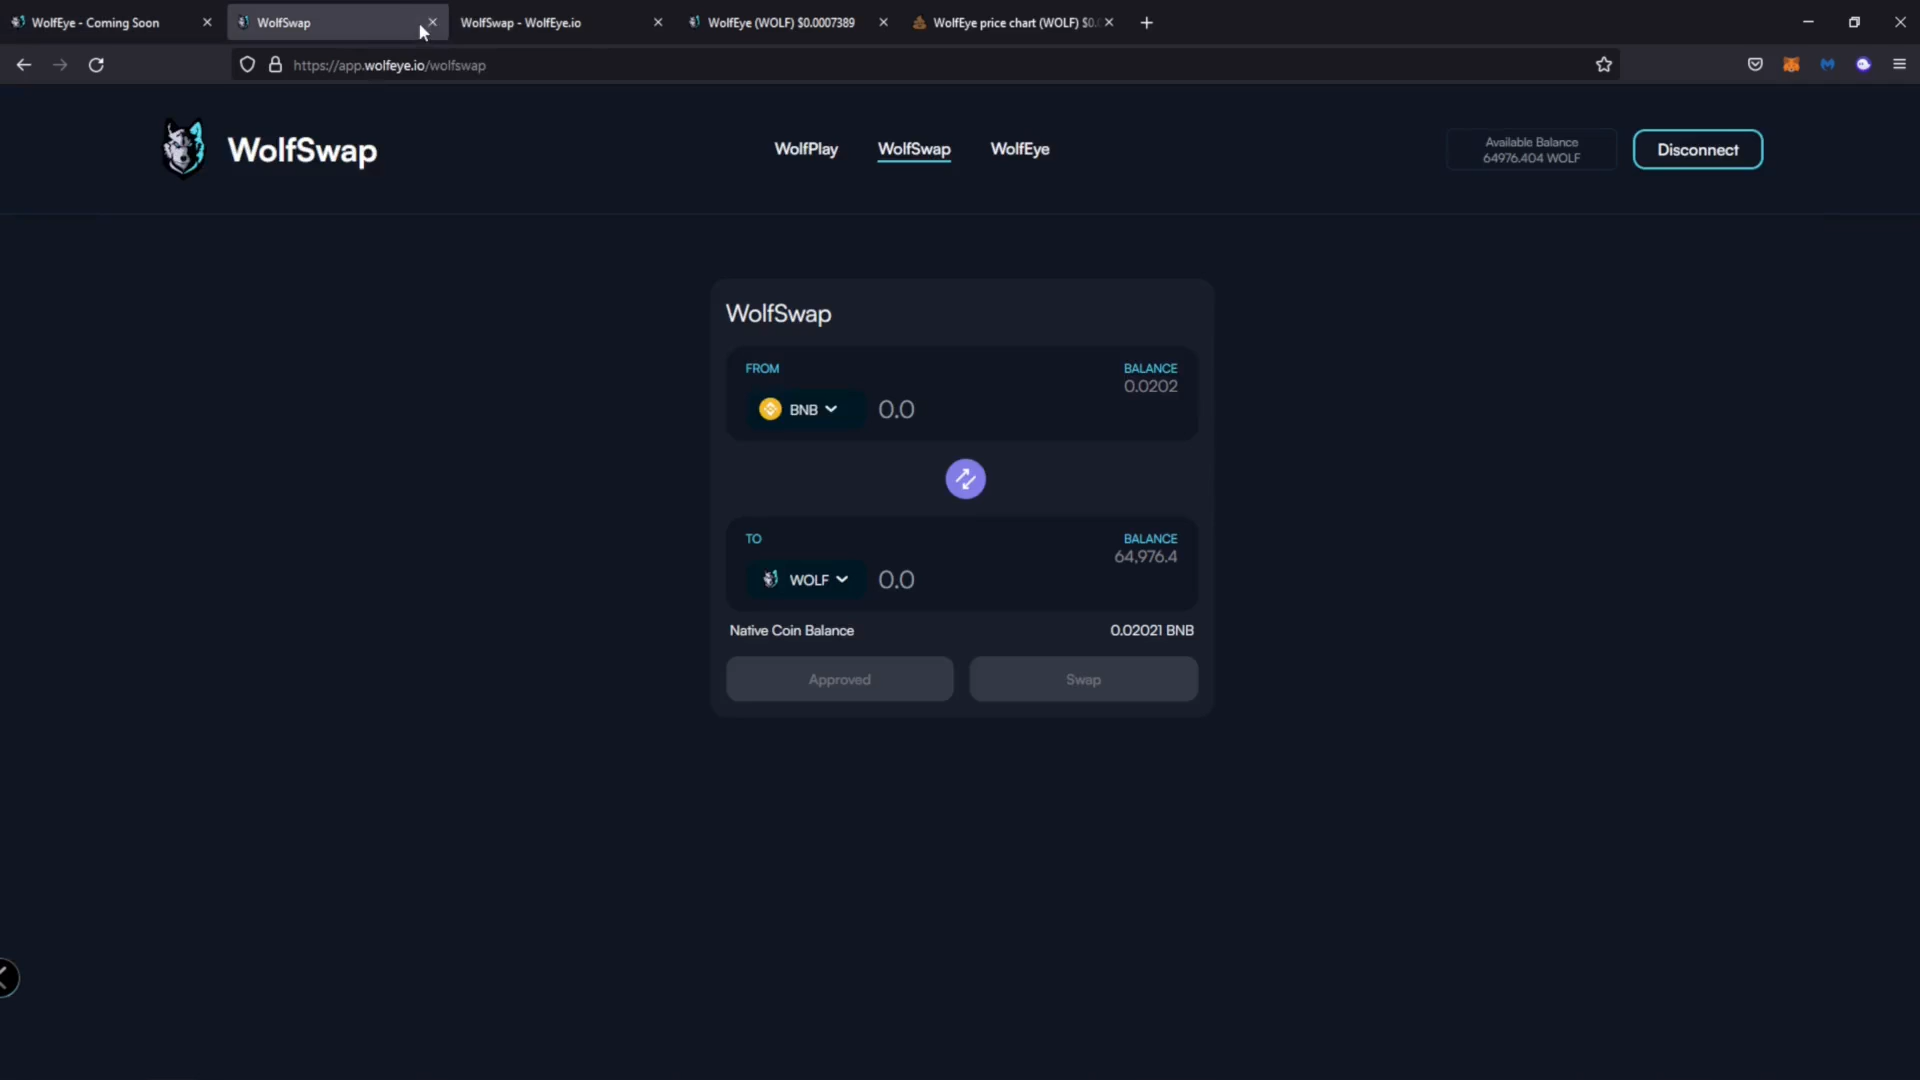 WolfEye - Coming Soon
WolfSwap
WolfSwap - WolfEye.io
WolfEye (WOLF) $0.0007389
WolfEye price chart (WOLF) $0.
https://app.wolfeye.io/wolfswap
WolfSwap
WolfPlay
WolfSwap
WolfEye
Available Balance
64976.404 WOLF
Disconnect
WolfSwap
FROM
BALANCE
0.0202
BNB
0.0
TO
BALANCE
64,976.4
WOLF
0.0
Native Coin Balance
0.02021 BNB
Approved
Swap